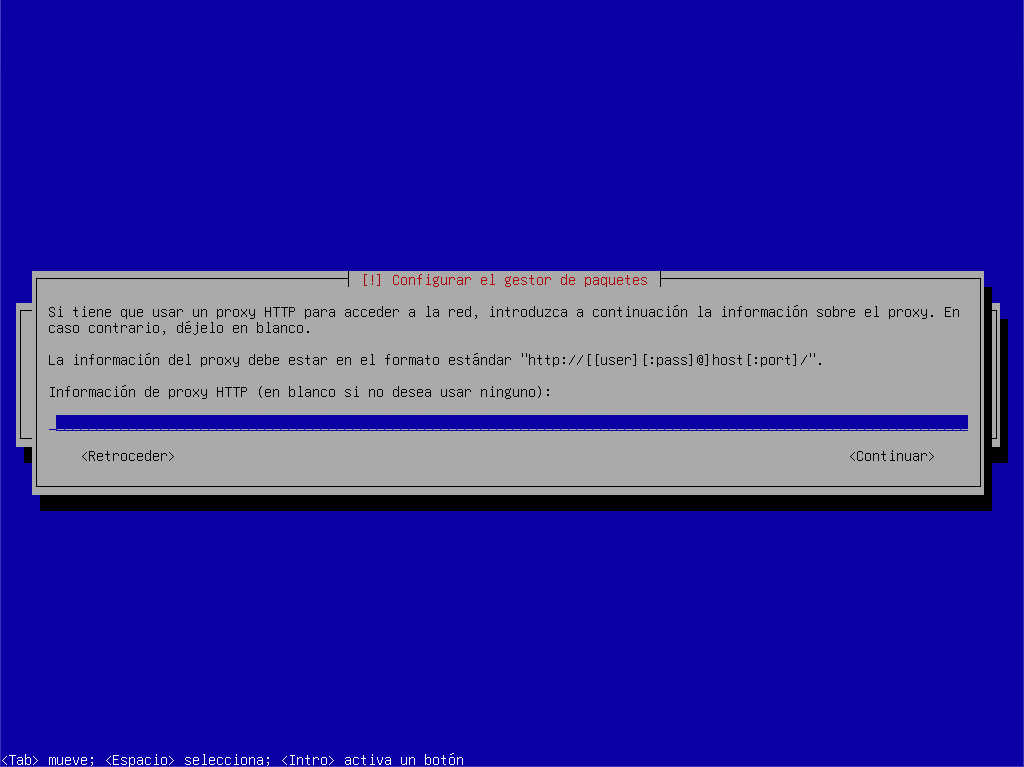 [!] Configurar el gestor de paquetes
Si tiene que usar un proxy HTTP para acceder a la red, introduzca a continuación la información sobre el proxy. En
caso contrario, déjelo en blanco.
La información del proxy debe estar en el formato estándar "http://[[user][:pass]@]host[:port]/".
Información de proxy HTTP (en blanco si no desea usar ninguno):
<Retroceder> <Continuar>
<Tab> mueve; <Espacio> selecciona; <Intro> activa un botón